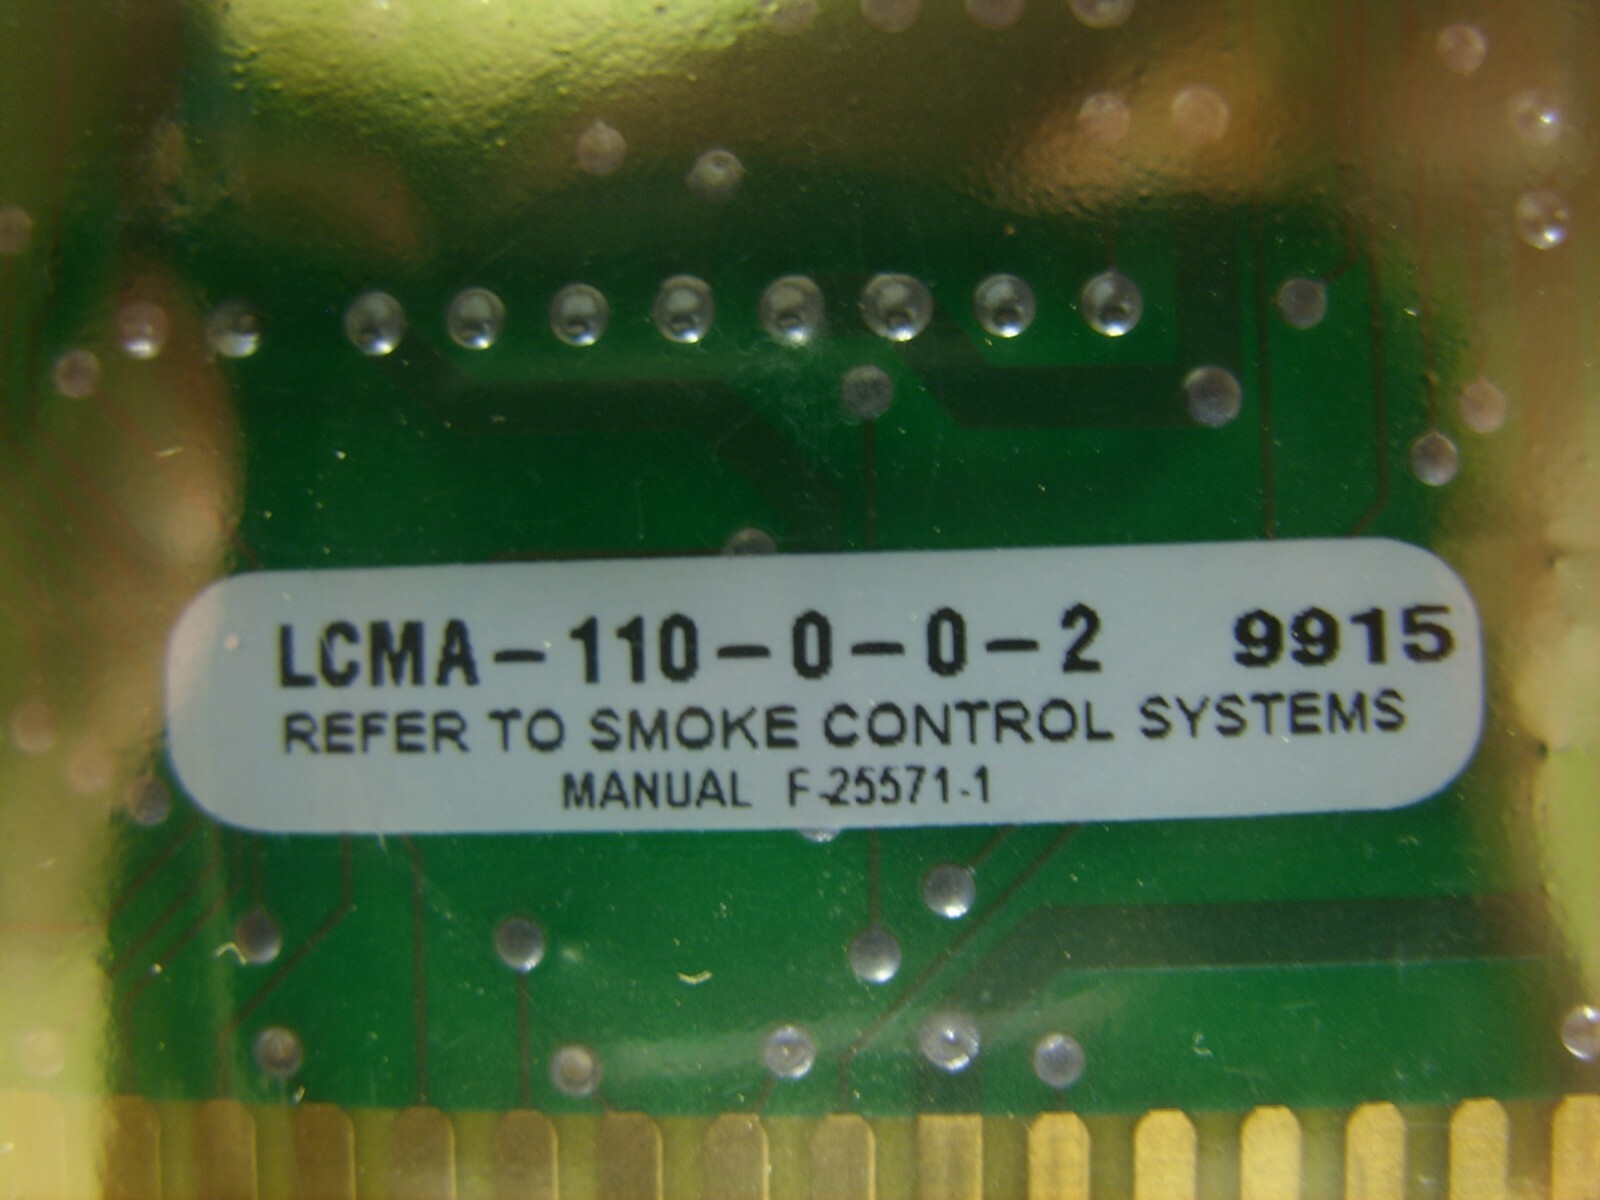 LCMA-110-0-0-2 9915
REFER TO SMOKE CONTROL SYSTEMS
MANUAL F-25571-1